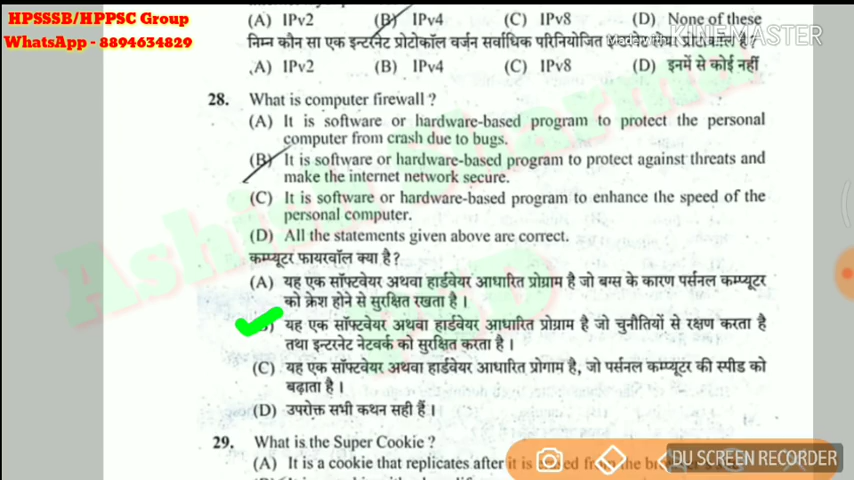 HPSSSB/HPPSC Group
WhatsApp - 8894634829
(A) IPv2 (B) IPv4 (C) IPv8 (D) None of these
निम्न कौन सा एक इन्टरनेट प्रोटोकॉल वर्जन सर्वाधिक परिनियोजित इन्टरनेट लेयर प्रोटोकॉल है?
KINEMASTER
A) IPv2 (B) IPv4 (C) IPv8 (D) इनमें से कोई नहीं
28. What is computer firewall ?
(A) It is software or hardware-based program to protect the personal
computer from crash due to bugs.
(B) It is software or hardware-based program to protect against threats and
make the internet network secure.
(C) It is software or hardware-based program to enhance the speed of the
personal computer.
(D) All the statements given above are correct.
कम्प्यूटर फायरवॉल क्या है?
(A) यह एक सॉफ्टवेयर अथवा हार्डवेयर आधारित प्रोग्राम है जो बग्स के कारण पर्सनल कम्प्यूटर
को क्रेश होने से सुरक्षित रखता है।
यह एक सॉफ्टवेयर अथवा हार्डवेयर आधारित प्रोग्राम है जो चुनौतियों से रक्षण करता है
तथा इन्टरनेट नेटवर्क को सुरक्षित करता है।
(C) यह एक सॉफ्टवेयर अथवा हार्डवेयर आधारित प्रोगाम है, जो पर्सनल कम्प्यूटर की स्पीड को
बढ़ाता है।
(D) उपरोक्त सभी कथन सही हैं।
29. What is the Super Cookie ?
(A) It is a cookie that replicates after it is
DU SCREEN RECORDER